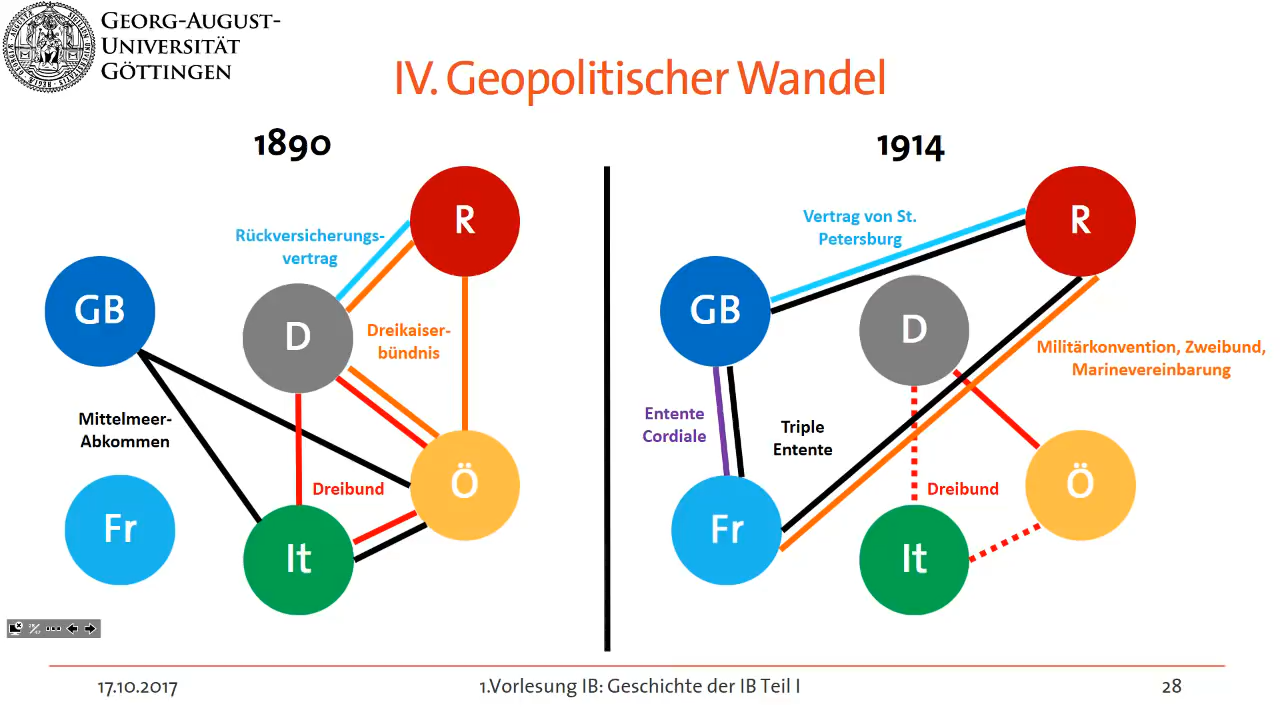 GEORG-AUGUST-
UNIVERSITÄT
GÖTTINGEN
IV. Geopolitischer Wandel
1890
R
Rückversicherungs-
vertrag
GB
D
Dreikaiser-
bündnis
Mittelmeer-
Abkommen
Dreibund
Ö
Fr
It
1914
Vertrag von St.
Petersburg
R
GB
D
Militärkonvention, Zweibund,
Marinevereinbarung
Entente
Cordiale
Triple
Entente
Dreibund
Ö
Fr
It
17.10.2017
1.Vorlesung IB: Geschichte der IB Teil I
28